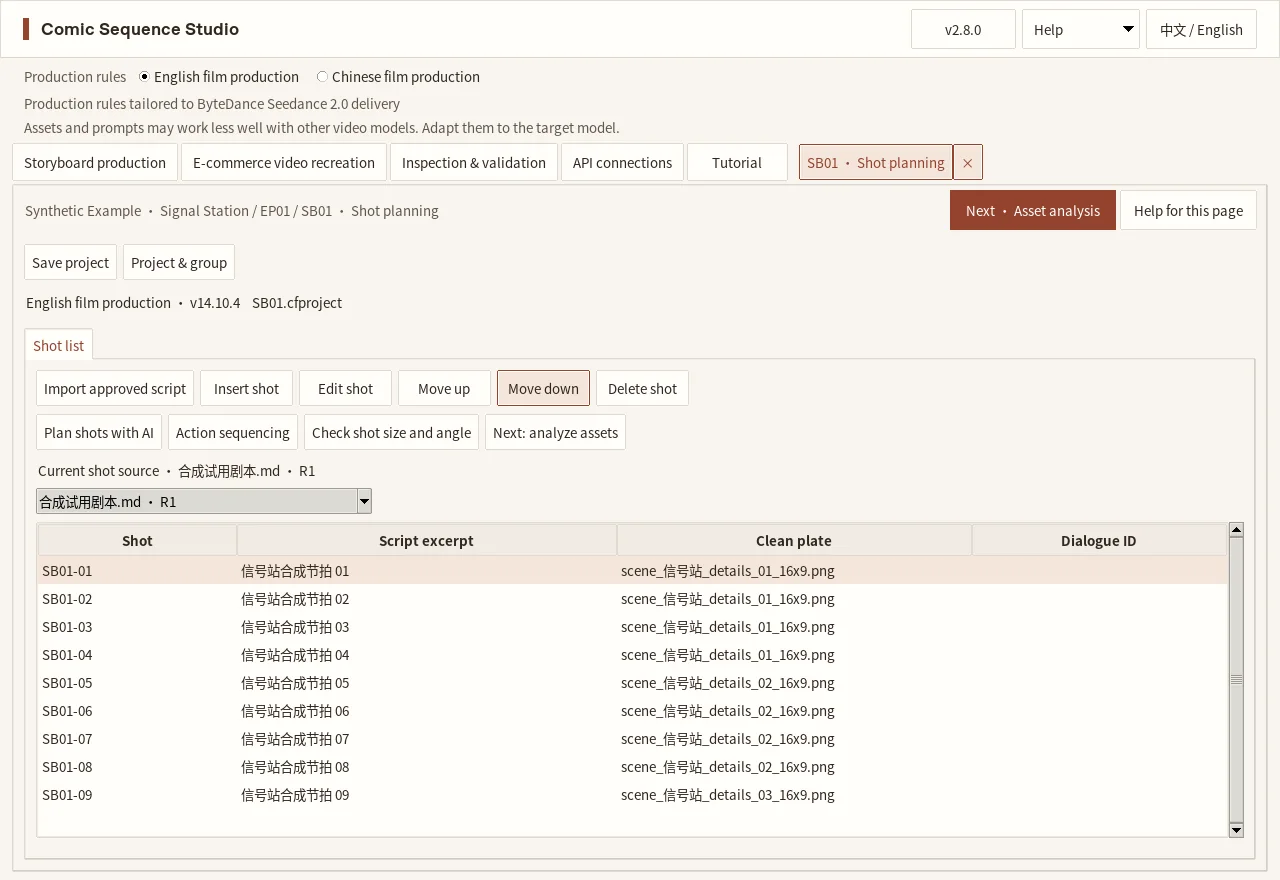 Comic Sequence Studio
v2.8.0
Help
中文 / English
Production rules
English film production
Chinese film production
Production rules tailored to ByteDance Seedance 2.0 delivery
Assets and prompts may work less well with other video models. Adapt them to the target model.
Storyboard production
E-commerce video recreation
Inspection & validation
API connections
Tutorial
SB01 · Shot planning
×
Synthetic Example · Signal Station / EP01 / SB01 · Shot planning
Next · Asset analysis
Help for this page
Save project
Project & group
English film production · v14.10.4 SB01.cfproject
Shot list
Import approved script
Insert shot
Edit shot
Move up
Move down
Delete shot
Plan shots with AI
Action sequencing
Check shot size and angle
Next: analyze assets
Current shot source · 合成试用剧本.md · R1
合成试用剧本.md · R1
Shot Script excerpt Clean plate Dialogue ID
SB01-01 信号站合成节拍 01 scene_信号站_details_01_16x9.png
SB01-02 信号站合成节拍 02 scene_信号站_details_01_16x9.png
SB01-03 信号站合成节拍 03 scene_信号站_details_01_16x9.png
SB01-04 信号站合成节拍 04 scene_信号站_details_01_16x9.png
SB01-05 信号站合成节拍 05 scene_信号站_details_02_16x9.png
SB01-06 信号站合成节拍 06 scene_信号站_details_02_16x9.png
SB01-07 信号站合成节拍 07 scene_信号站_details_02_16x9.png
SB01-08 信号站合成节拍 08 scene_信号站_details_02_16x9.png
SB01-09 信号站合成节拍 09 scene_信号站_details_03_16x9.png